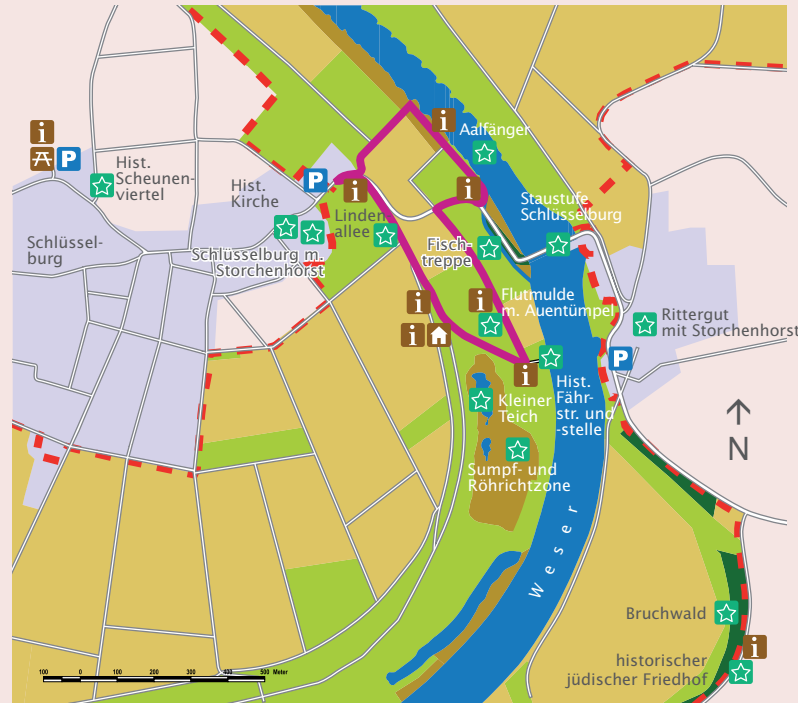 Aalfänger
i
i
P
Hist.
Scheunen-
viertel
P
i
i
Hist.
Kirche
Linden
allee
Staustufe
Schlüsselburg
Schlüssel-
burg
Schlüsselburg m.
Storchenhorst
Fisch-
treppe
i
i
Flutmulde
m. Auentümpel
i
Rittergut
mit Storchenhorst
P
i
Hist.
Fähr-
str. und
-stelle
Kleiner
Teich
N
Sumpf- und
Röhrichtzone
Weser
Bruchwald
i
historischer
jüdischer Friedhof
100 0 100 200 300 400 500 Meter